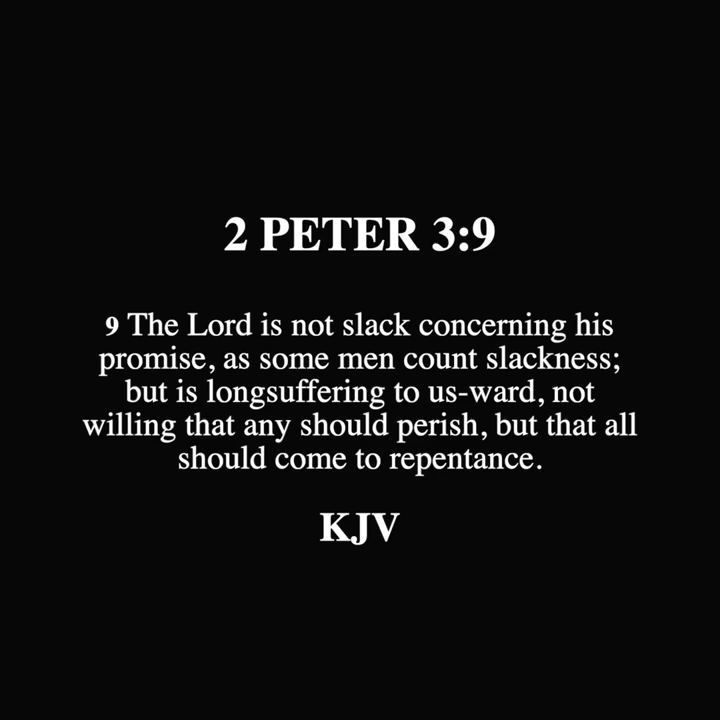 2 PETER 3:9
9 The Lord is not slack concerning his
promise, as some men count slackness;
but is longsuffering to us-ward, not
willing that any should perish, but that all
should come to repentance.
KJV